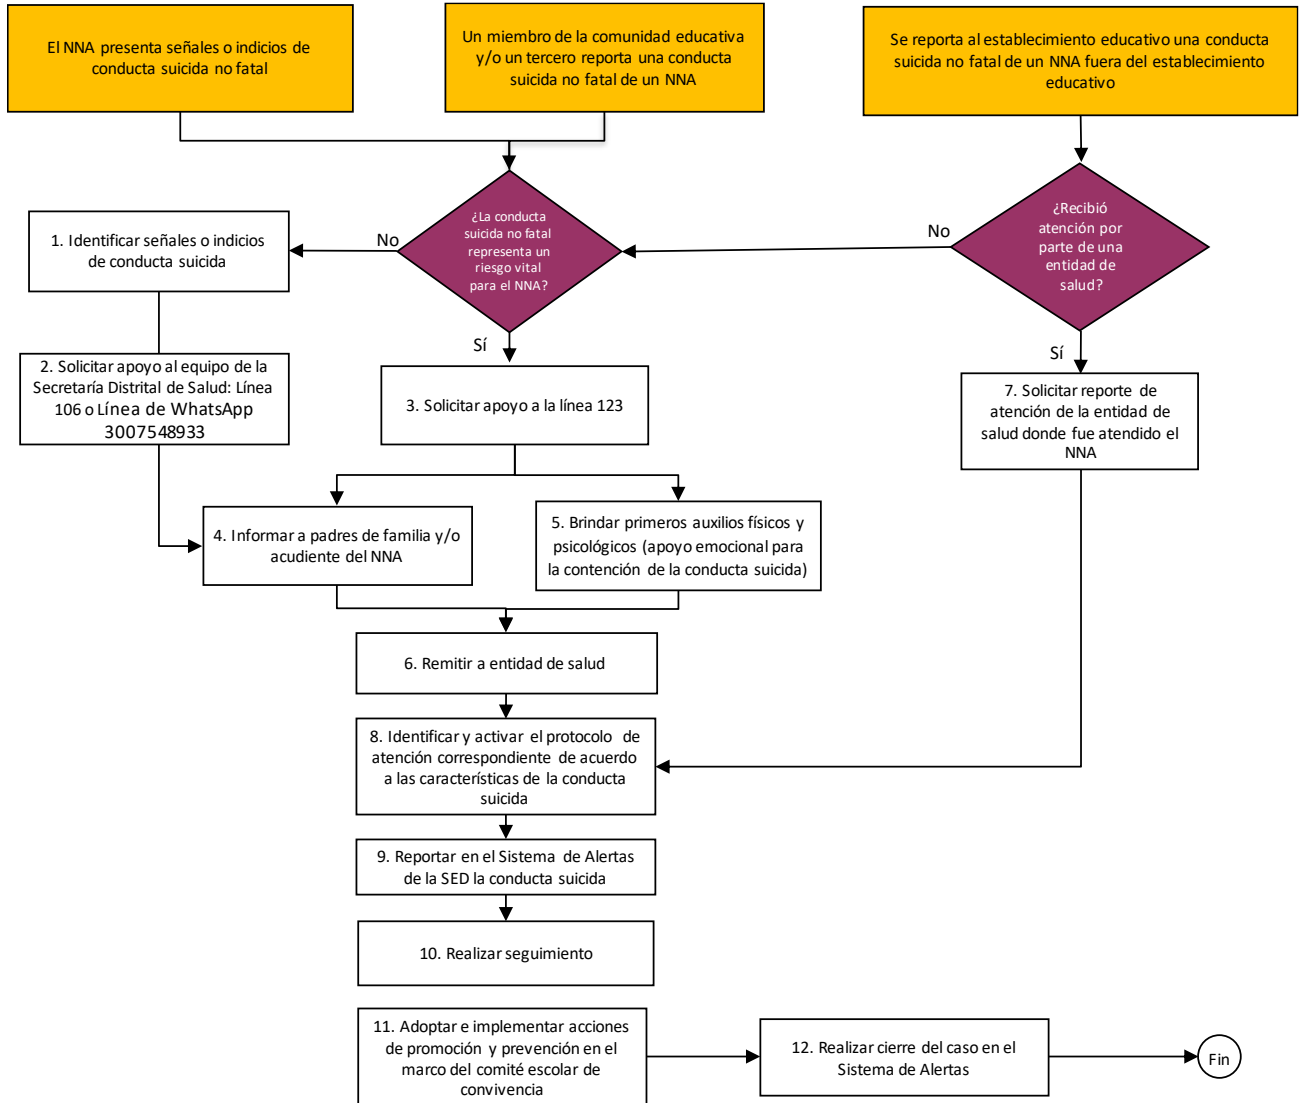 El NNA presenta señales o indicios de
conducta suicida no fatal
Un miembro de la comunidad educativa
y/o un tercero reporta una conducta
suicida no fatal de un NNA
Se reporta al establecimiento educativo una conducta
suicida no fatal de un NNA fuera del establecimiento
educativo
¿La conducta
suicida no fatal
representa un
riesgo vital
para el NNA?
¿Recibió
atención por
parte de una
entidad de
salud?
No
No
Sí
Sí
1. Identificar señales o indicios
de conducta suicida
2. Solicitar apoyo al equipo de la
Secretaría Distrital de Salud: Línea
106 o Línea de WhatsApp
3007548933
3. Solicitar apoyo a la línea 123
7. Solicitar reporte de
atención de la entidad de
salud donde fue atendido el
NNA
4. Informar a padres de familia y/o
acudiente del NNA
5. Brindar primeros auxilios físicos y
psicológicos (apoyo emocional para
la contención de la conducta suicida)
6. Remitir a entidad de salud
8. Identificar y activar el protocolo de
atención correspondiente de acuerdo
a las características de la conducta
suicida
9. Reportar en el Sistema de Alertas
de la SED la conducta suicida
10. Realizar seguimiento
11. Adoptar e implementar acciones
de promoción y prevención en el
marco del comité escolar de
convivencia
12. Realizar cierre del caso en el
Sistema de Alertas
Fin